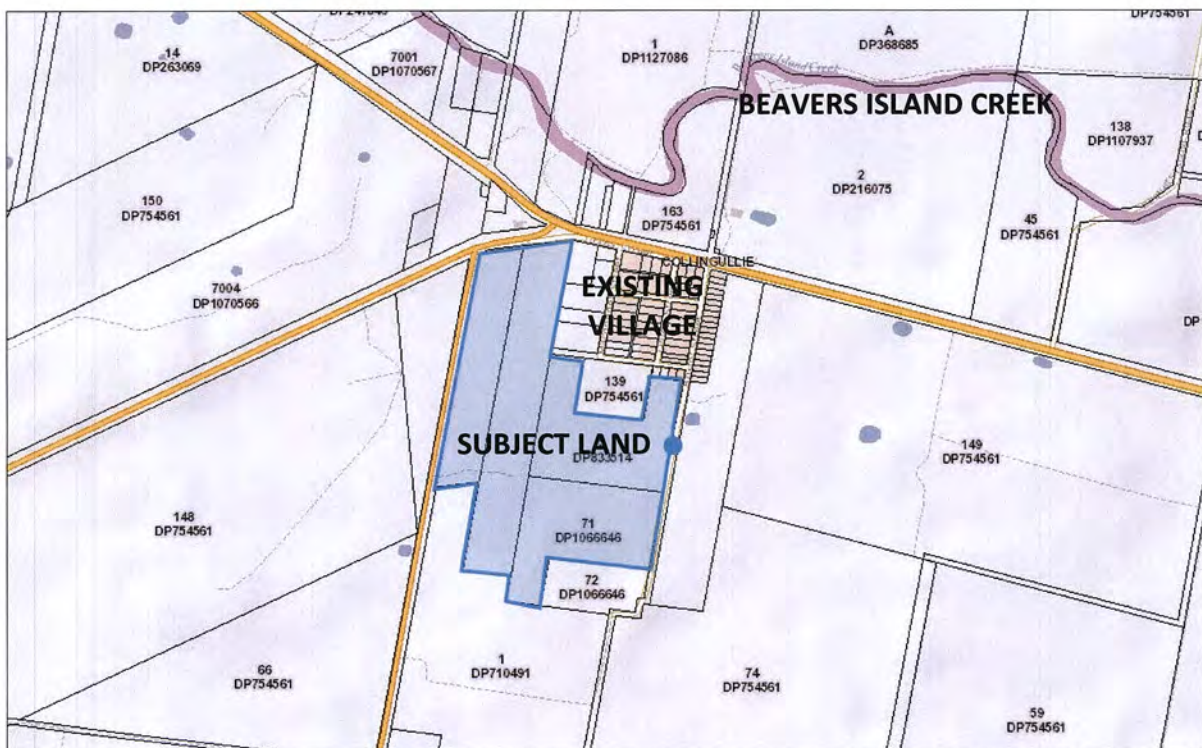 DP754561
14
DP263069
7001
DP1070567
1
DP1127086
A
DP368685
BEAVERS ISLAND CREEK
138
DP1107937
150
DP754561
2
DP216075
163
DP754561
45
DP754561
COLLINGULLIE
EXISTING
VILLAGE
7004
DP1070566
DP
139
DP754561
SUBJECT LAND
DP833514
149
DP754561
148
DP754561
71
DP1066646
72
DP1066646
1
DP710491
66
DP754561
74
DP754561
59
DP754561